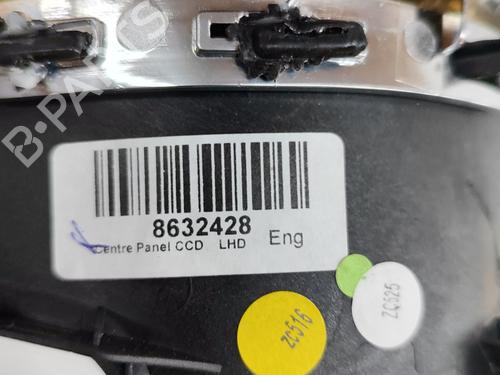 B-PARTS
8632428
Centre Panel CCD LHD Eng
ZC516
ZC525